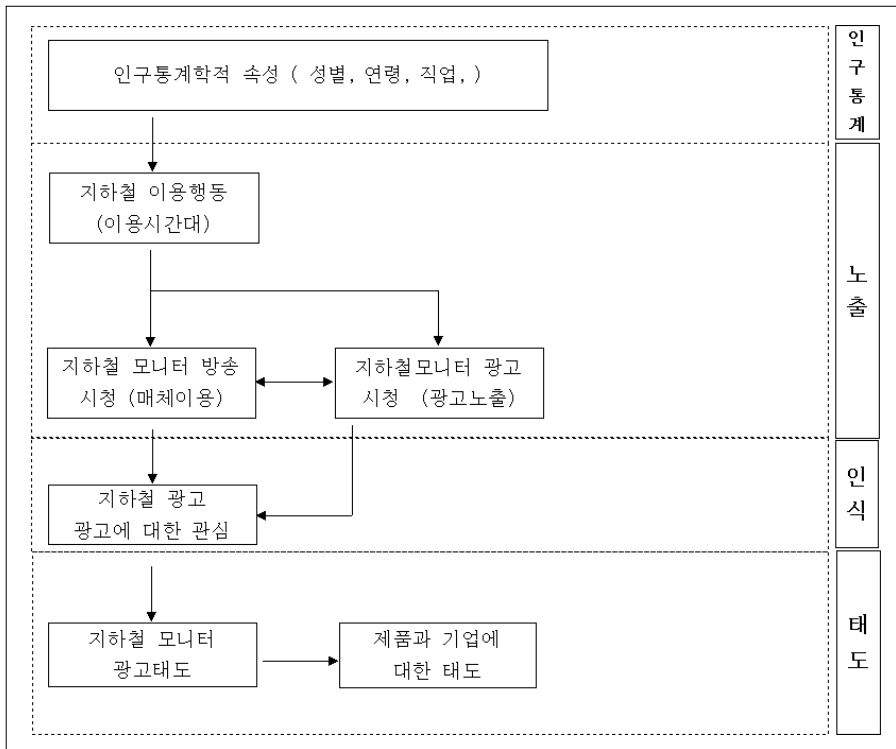 인구통계학적 속성 ( 성별, 연령, 직업, )
인구통계
지하철 이용행동
(이용시간대)
노출
지하철 모니터 방송
시청 (매체이용)
지하철모니터 광고
시청 (광고노출)
인식
지하철 광고
광고에 대한 관심
태도
지하철 모니터
광고태도
제품과 기업에
대한 태도